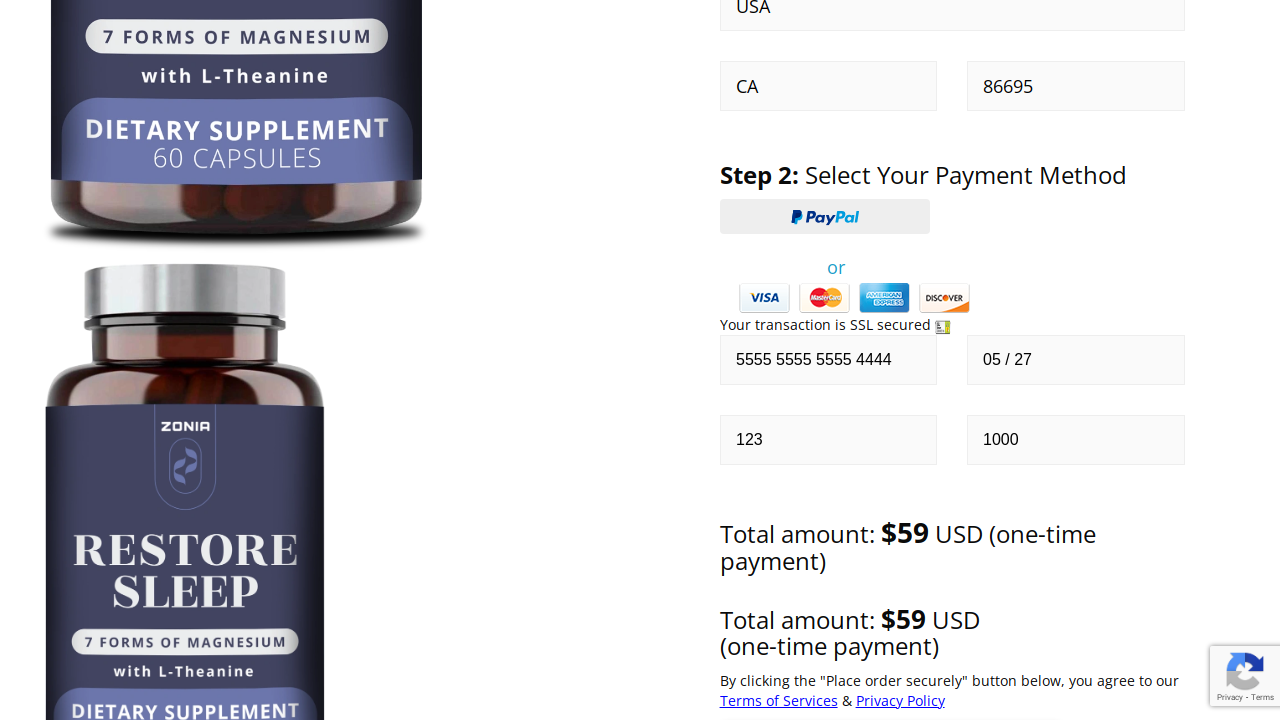 7 FORMS OF MAGNESIUM
with L-Theanine
DIETARY SUPPLEMENT
60 CAPSULES
ZONIA
RESTORE
SLEEP
7 FORMS OF MAGNESIUM
with L-Theanine
DIETARY SUPPLEMENT
USA
CA
86695
Step 2: Select Your Payment Method
PayPal
or
VISA
MasterCard
AMERICAN EXPRESS
DISCOVER
Your transaction is SSL secured
5555 5555 5555 4444
05 / 27
123
1000
Total amount: $59 USD (one-time
payment)
Total amount: $59 USD
(one-time payment)
By clicking the "Place order securely" button below, you agree to our
Terms of Services & Privacy Policy
Privacy - Terms